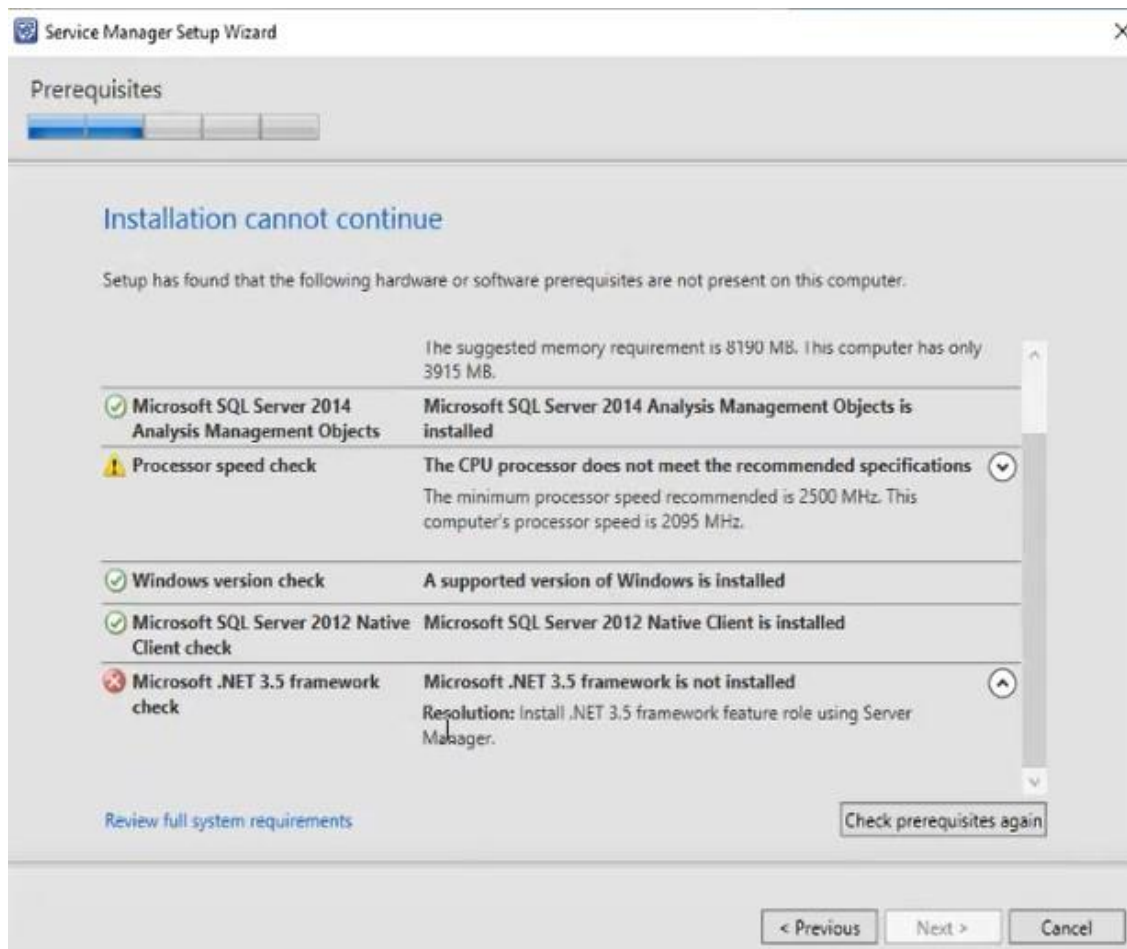 Service Manager Setup Wizard
Prerequisites
Installation cannot continue
Setup has found that the following hardware or software prerequisites are not present on this computer.
The suggested memory requirement is 8190 MB. This computer has only
3915 MB.
Microsoft SQL Server 2014
Analysis Management Objects
Microsoft SQL Server 2014 Analysis Management Objects is
installed
Processor speed check
The CPU processor does not meet the recommended specifications
The minimum processor speed recommended is 2500 MHz. This
computer's processor speed is 2095 MHz.
Windows version check
A supported version of Windows is installed
Microsoft SQL Server 2012 Native
Client check
Microsoft SQL Server 2012 Native Client is installed
Microsoft .NET 3.5 framework
check
Microsoft .NET 3.5 framework is not installed
Resolution: Install .NET 3.5 framework feature role using Server
Manager.
Review full system requirements
Check prerequisites again
< Previous
Next >
Cancel